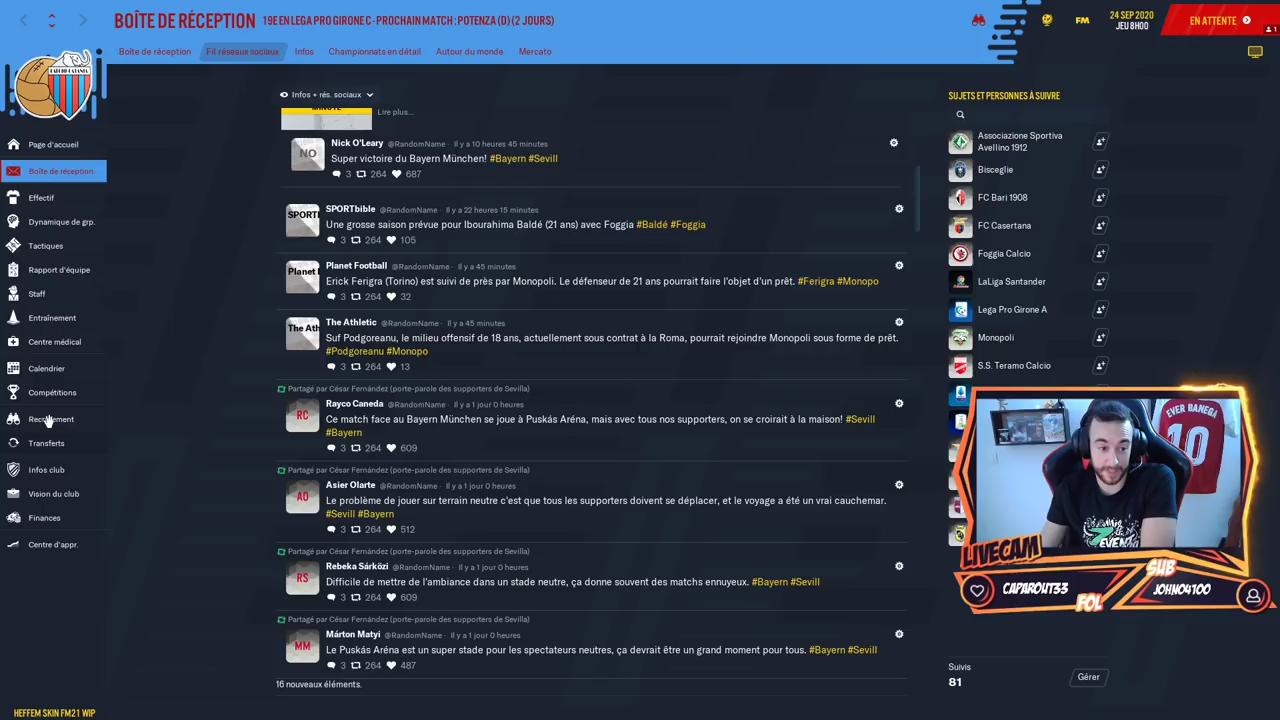 BOÎTE DE RÉCEPTION
19E EN LEGA PRO GIRONE C - PROCHAIN MATCH : POTENZA (D) (2 JOURS)
FM
24 SEP 2020
JEU 8H00
EN ATTENTE
1
Boîte de réception
Fil réseaux sociaux
Infos
Championnats en détail
Autour du monde
Mercato
Page d'accueil
Boîte de réception
Effectif
Dynamique de grp.
Tactiques
Rapport d'équipe
Staff
Entraînement
Centre médical
Calendrier
Compétitions
Recrutement
Transferts
Infos club
Vision du club
Finances
Centre d'appr.
HEFFEM SKIN FM21 WIP
Infos + rés. sociaux
MINUTE
Lire plus...
NO
Nick O'Leary @RandomName · Il y a 10 heures 45 minutes
Super victoire du Bayern München! #Bayern #Sevill
3 264 687
SPORTbible @RandomName · Il y a 22 heures 15 minutes
Une grosse saison prévue pour Ibourahima Baldé (21 ans) avec Foggia #Baldé #Foggia
3 264 105
Planet Football @RandomName · Il y a 45 minutes
Erick Ferigra (Torino) est suivi de près par Monopoli. Le défenseur de 21 ans pourrait faire l'objet d'un prêt. #Ferigra #Monopo
3 264 32
The Athletic @RandomName · Il y a 45 minutes
Suf Podgoreanu, le milieu offensif de 18 ans, actuellement sous contrat à la Roma, pourrait rejoindre Monopoli sous forme de prêt.
#Podgoreanu #Monopo
3 264 13
Partagé par César Fernández (porte-parole des supporters de Sevilla)
RC
Rayco Caneda @RandomName · Il y a 1 jour 0 heures
Ce match face au Bayern München se joue à Puskás Aréna, mais avec tous nos supporters, on se croirait à la maison! #Sevill
#Bayern
3 264 609
Partagé par César Fernández (porte-parole des supporters de Sevilla)
AO
Asier Olarte @RandomName · Il y a 1 jour 0 heures
Le problème de jouer sur terrain neutre c'est que tous les supporters doivent se déplacer, et le voyage a été un vrai cauchemar.
#Sevill #Bayern
3 264 512
Partagé par César Fernández (porte-parole des supporters de Sevilla)
RS
Rebeka Sárközi @RandomName · Il y a 1 jour 0 heures
Difficile de mettre de l'ambiance dans un stade neutre, ça donne souvent des matchs ennuyeux. #Bayern #Sevill
3 264 609
Partagé par César Fernández (porte-parole des supporters de Sevilla)
MM
Márton Matyi @RandomName · Il y a 1 jour 0 heures
Le Puskás Aréna est un super stade pour les spectateurs neutres, ça devrait être un grand moment pour tous. #Bayern #Sevill
3 264 487
16 nouveaux éléments.
SUJETS ET PERSONNES À SUIVRE
Associazione Sportiva
Avellino 1912
Bisceglie
FC Bari 1908
FC Casertana
Foggia Calcio
LaLiga Santander
Lega Pro Girone A
Monopoli
S.S. Teramo Calcio
EVER BANEGA
10
LIVECAM
CAPAROUT33
FOL
SUB
JOHNO4100
Suivis
81
Gérer